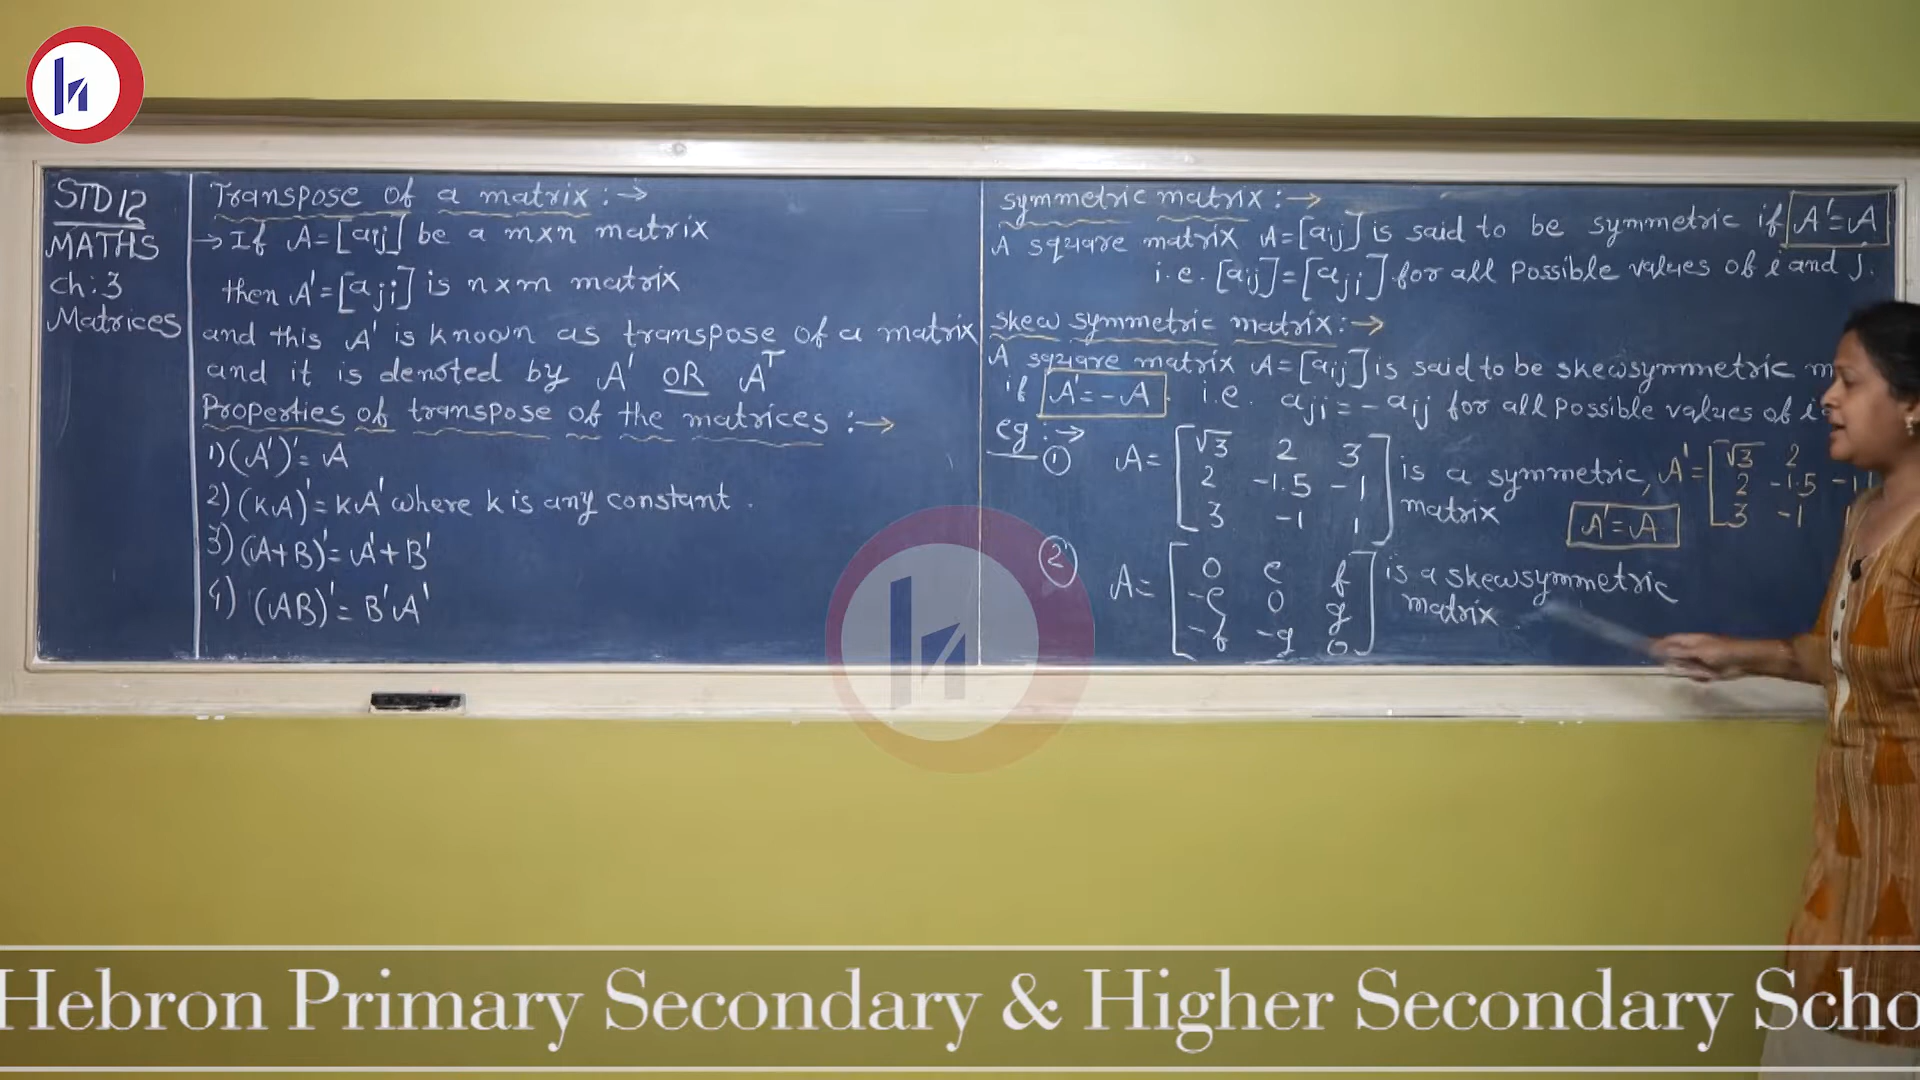 STD 12
MATHS
ch:3
Matrices
Transpose of a matrix :→
→ If A=[aij] be a m×n matrix
then A'=[aji] is n×m matrix
and this A' is known as transpose of a matrix
and it is denoted by A' OR Aᵀ
Properties of transpose of the matrices :→
1) (A')' = A
2) (KA)' = KA' where k is any constant.
3) (A+B)' = A'+B'
4) (AB)' = B'A'
symmetric matrix :→
A square matrix A=[aij] is said to be symmetric if A'=A
i.e. [aij]=[aji] for all possible values of i and j.
skew symmetric matrix :→
A square matrix A=[aij] is said to be skewsymmetric m
if A'=-A i.e. aji = -aij for all possible values of i
eg :→
① A= [√3 2 3
2 -1.5 -1
3 -1 1]
is a symmetric, matrix
A'= [√3 2
2 -1.5 -1
3 -1 1
A'=A
② A= [0 e f
-e 0 g
-f -g 0]
is a skewsymmetric
matrix.
Hebron Primary Secondary & Higher Secondary Scho